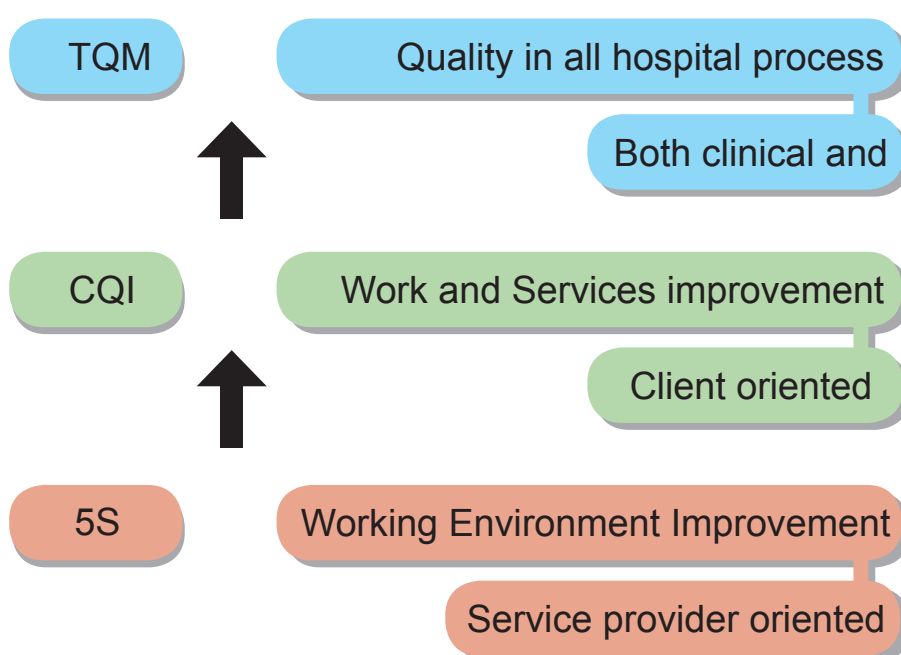 TQM
Quality in all hospital process
Both clinical and
CQI
Work and Services improvement
Client oriented
5S
Working Environment Improvement
Service provider oriented